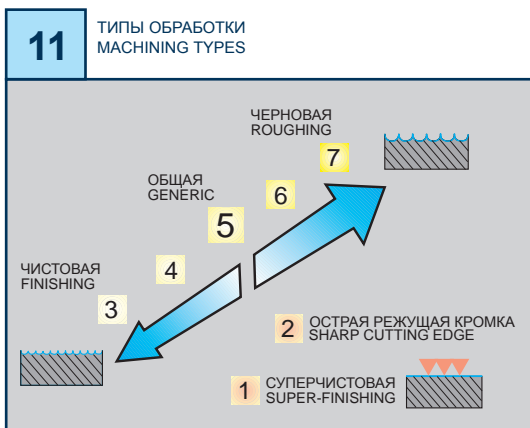 11
ТИПЫ ОБРАБОТКИ
MACHINING TYPES
ЧЕРНОВАЯ
ROUGHING
7
ОБЩАЯ
GENERIC
6
5
4
ЧИСТОВАЯ
FINISHING
3
2 ОСТРАЯ РЕЖУЩАЯ КРОМКА
SHARP CUTTING EDGE
1 СУПЕРЧИСТОВАЯ
SUPER-FINISHING